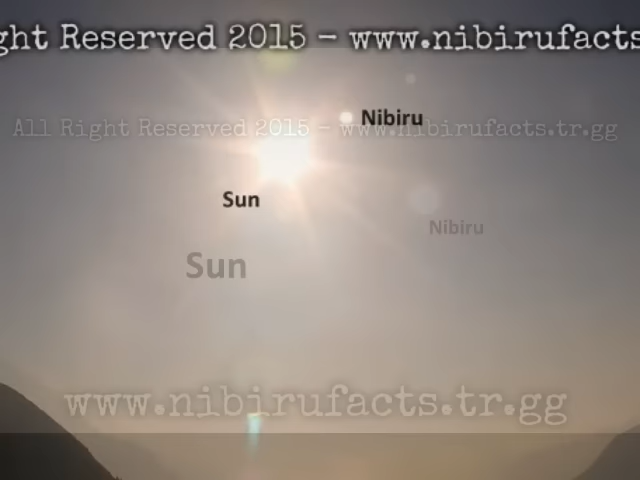 ght Reserved 2015 - www.nibirufacts
Nibiru
All Right Reserved 2015 - www.nibirufacts.tr.gg
Sun
Nibiru
Sun
www.nibirufacts.tr.gg